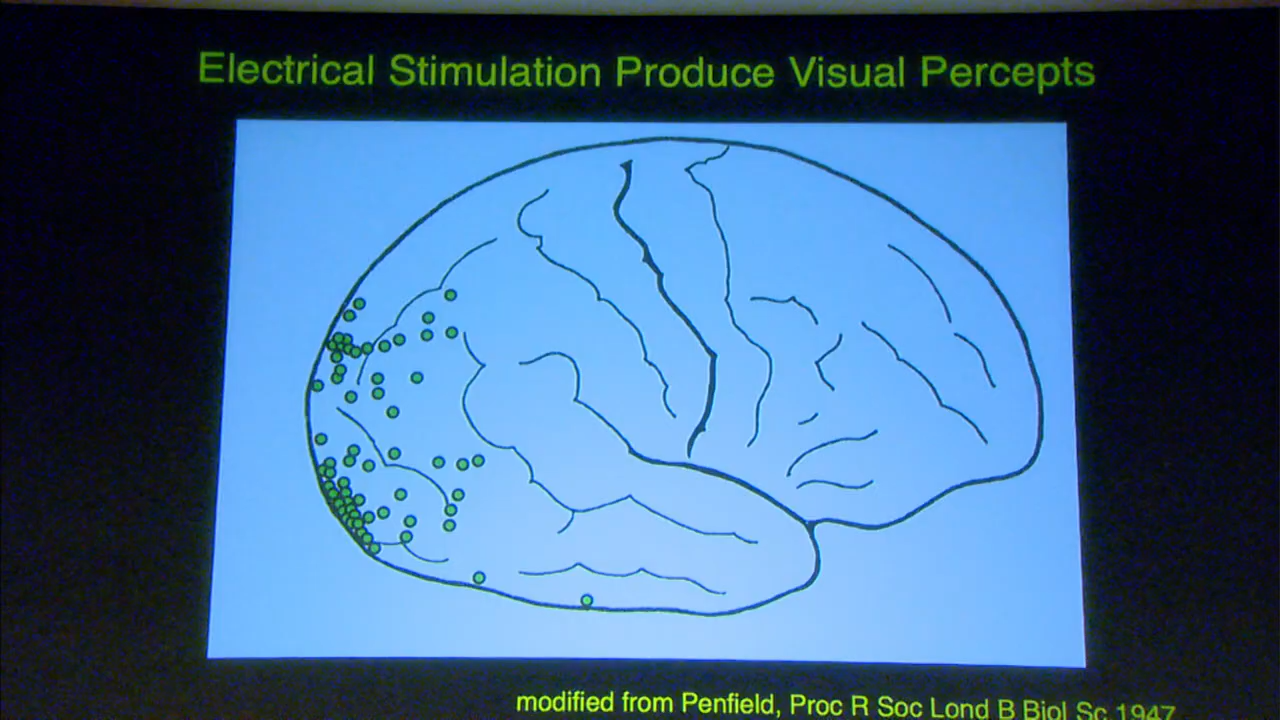 Electrical Stimulation Produce Visual Percepts
modified from Penfield, Proc R Soc Lond B Biol Sc 1947